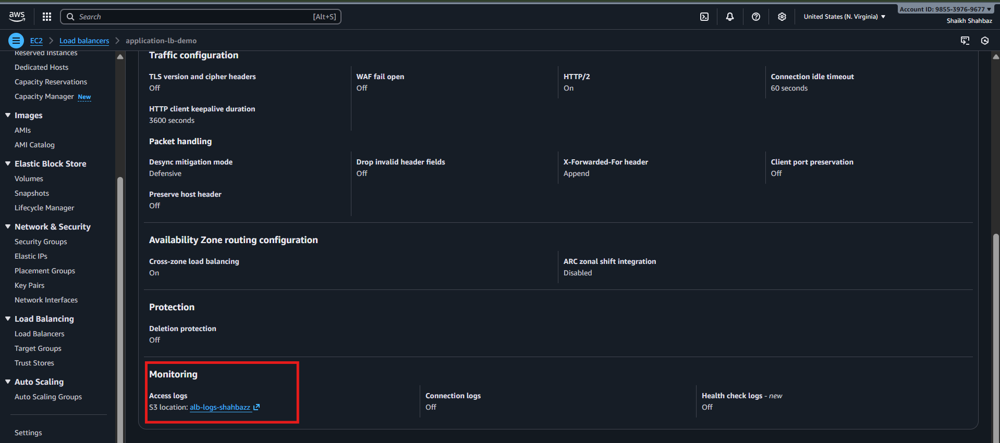 aws
Search
[Alt+S]
United States (N. Virginia)
Account ID: 9855-3976-9677
Shaikh Shahbaz
EC2
Load balancers
application-lb-demo
Reserved Instances
Dedicated Hosts
Capacity Reservations
Capacity Manager New
Images
AMIs
AMI Catalog
Elastic Block Store
Volumes
Snapshots
Lifecycle Manager
Network & Security
Security Groups
Elastic IPs
Placement Groups
Key Pairs
Network Interfaces
Load Balancing
Load Balancers
Target Groups
Trust Stores
Auto Scaling
Auto Scaling Groups
Settings
Traffic configuration
TLS version and cipher headers
Off
WAF fail open
Off
HTTP/2
On
Connection idle timeout
60 seconds
HTTP client keepalive duration
3600 seconds
Packet handling
Desync mitigation mode
Defensive
Drop invalid header fields
Off
X-Forwarded-For header
Append
Client port preservation
Off
Preserve host header
Off
Availability Zone routing configuration
Cross-zone load balancing
On
ARC zonal shift integration
Disabled
Protection
Deletion protection
Off
Monitoring
Access logs
S3 location: alb-logs-shahbazz
Connection logs
Off
Health check logs - new
Off